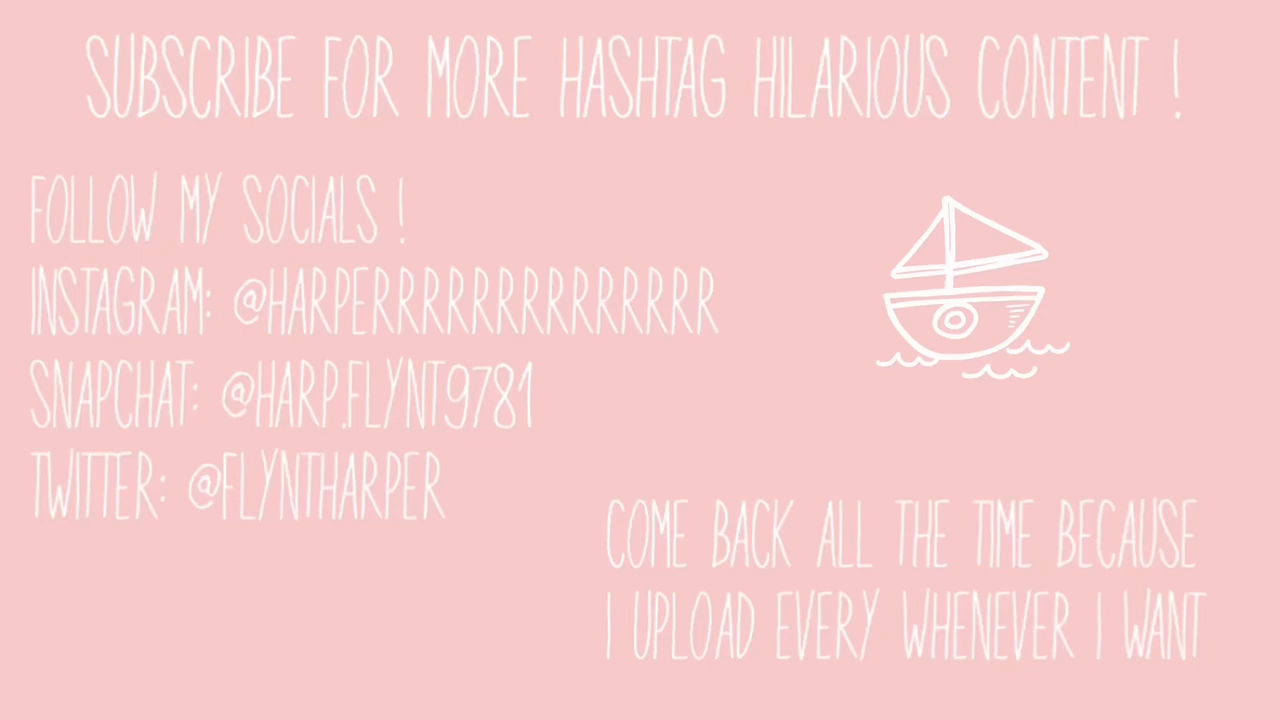 SUBSCRIBE FOR MORE HASHTAG HILARIOUS CONTENT !
FOLLOW MY SOCIALS !
INSTAGRAM: @HARPERRRRRRRRRRRRRR
SNAPCHAT: @HARP.FLYNT9781
TWITTER: @FLYNTHARPER
COME BACK ALL THE TIME BECAUSE
I UPLOAD EVERY WHENEVER I WANT